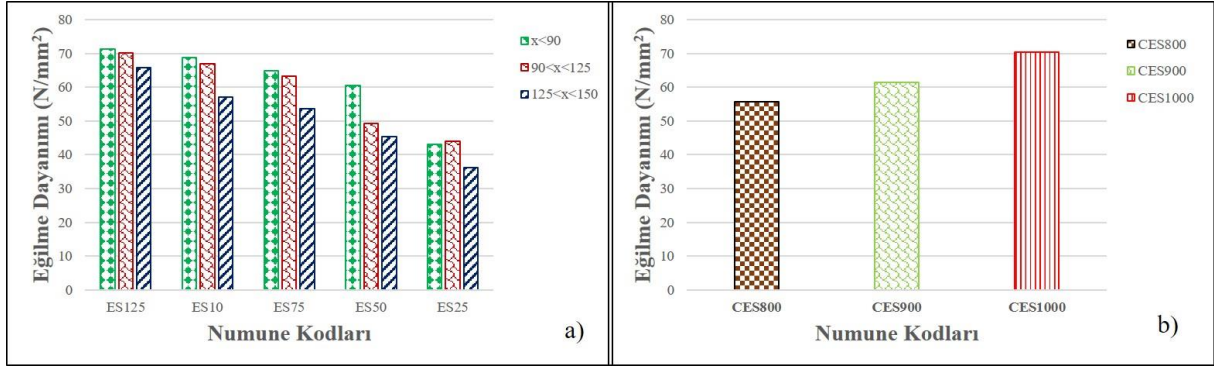 80
70
60
50
40
30
20
10
0
Eğilme Dayanımı (N/mm²)
ES125 ES10 ES75 ES50 ES25
Numune Kodları
x<90
90<x<125
125<x<150
a)
80
70
60
50
40
30
20
10
0
Eğilme Dayanımı (N/mm²)
CES800 CES900 CES1000
Numune Kodları
CES800
CES900
CES1000
b)